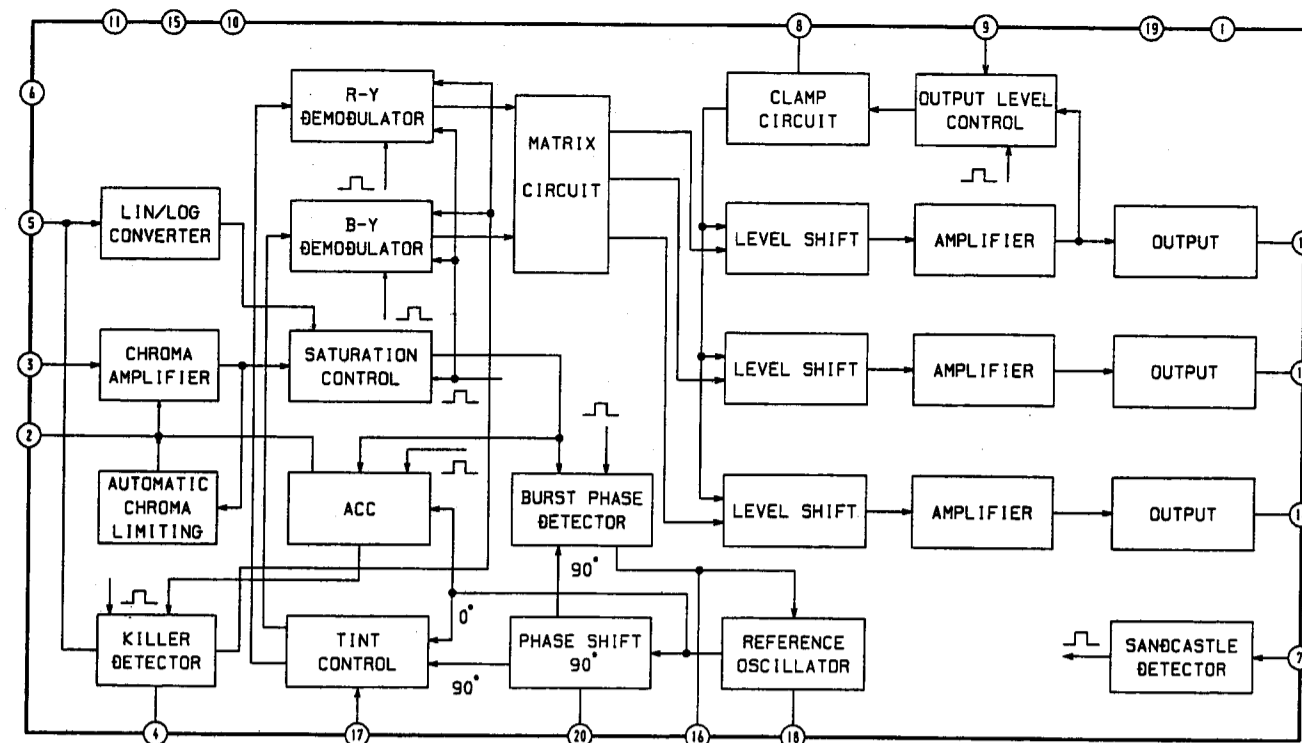 11 15 10 8 9 19 1
6
R-Y
DEMODULATOR
MATRIX
CIRCUIT
CLAMP
CIRCUIT
OUTPUT LEVEL
CONTROL
5
LIN/LOG
CONVERTER
B-Y
DEMODULATOR
LEVEL SHIFT
AMPLIFIER
OUTPUT
3
CHROMA
AMPLIFIER
SATURATION
CONTROL
LEVEL SHIFT
AMPLIFIER
OUTPUT
2
AUTOMATIC
CHROMA
LIMITING
ACC
BURST PHASE
DETECTOR
LEVEL SHIFT
AMPLIFIER
OUTPUT
90°
0°
KILLER
DETECTOR
TINT
CONTROL
PHASE SHIFT
90°
REFERENCE
OSCILLATOR
SANDCASTLE
DETECTOR
7
90°
4 17 20 16 18